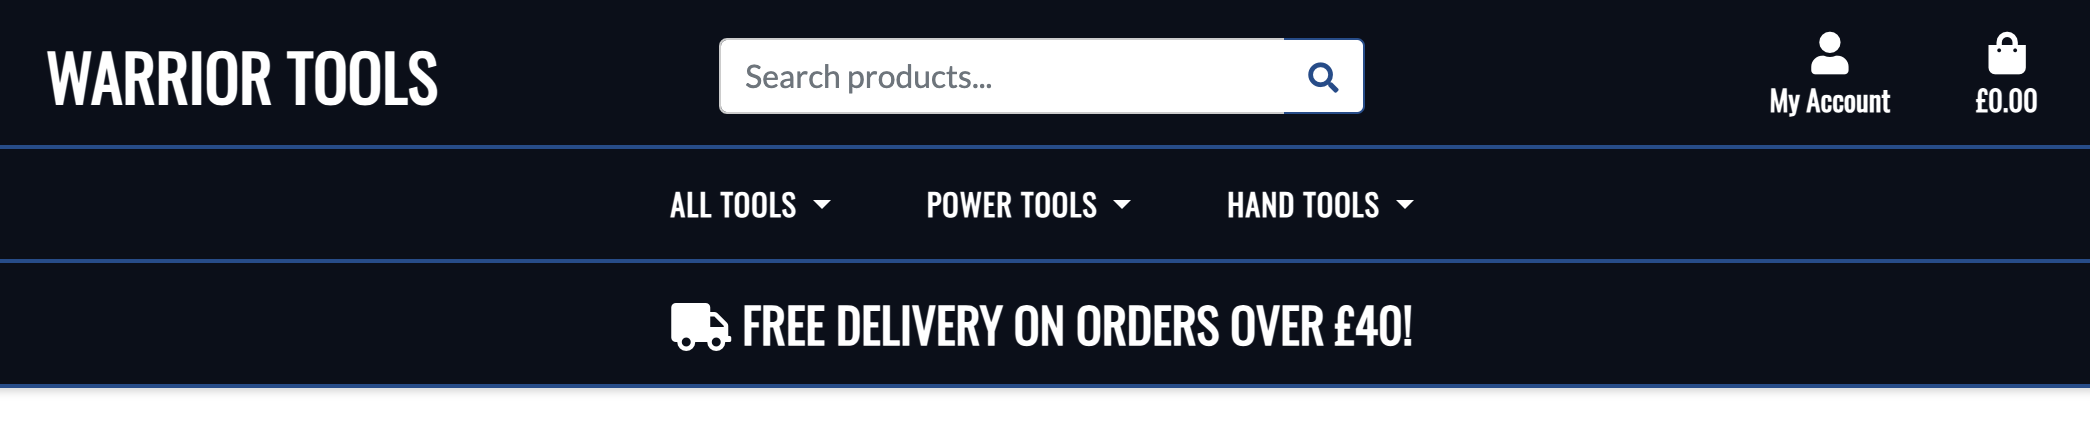 WARRIOR TOOLS
Search products...
My Account
£0.00
ALL TOOLS
POWER TOOLS
HAND TOOLS
FREE DELIVERY ON ORDERS OVER £40!